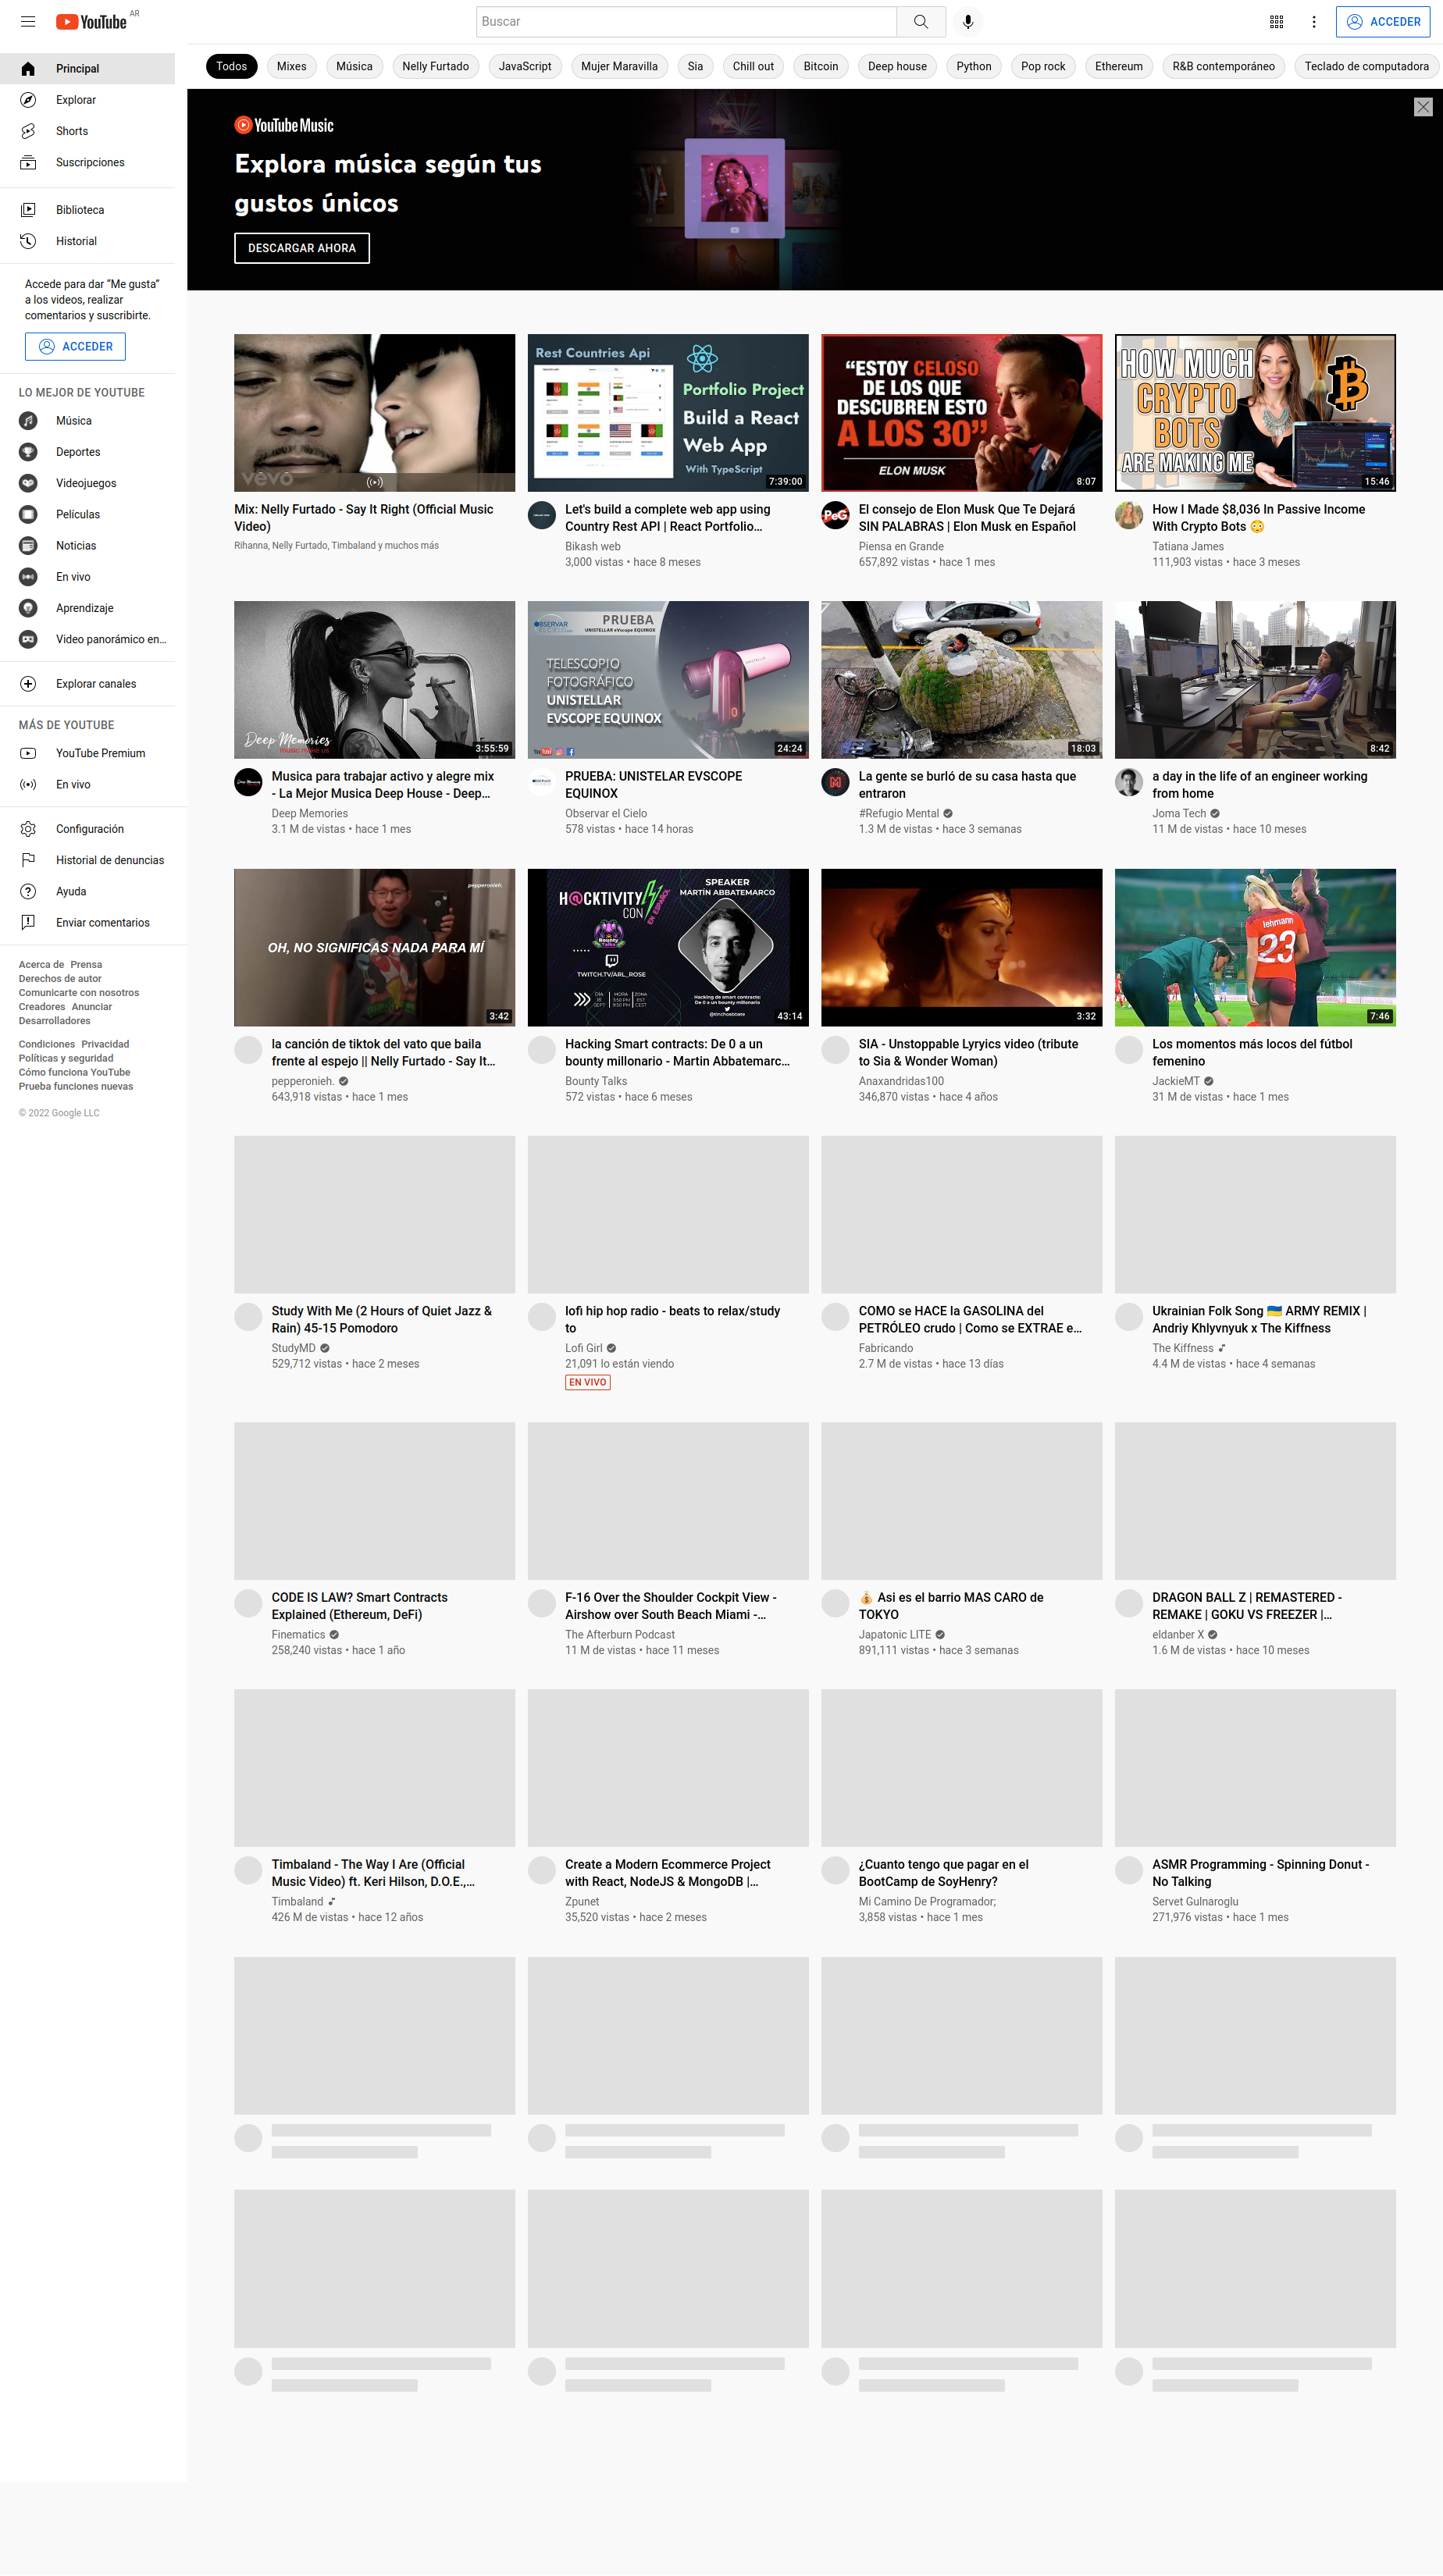 YouTube AR
Buscar
ACCEDER
Principal
Explorar
Shorts
Suscripciones
Biblioteca
Historial
Accede para dar “Me gusta”
a los videos, realizar
comentarios y suscribirte.
ACCEDER
LO MEJOR DE YOUTUBE
Música
Deportes
Videojuegos
Películas
Noticias
En vivo
Aprendizaje
Video panorámico en...
Explorar canales
MÁS DE YOUTUBE
YouTube Premium
En vivo
Configuración
Historial de denuncias
Ayuda
Enviar comentarios
Acerca de Prensa
Derechos de autor
Comunicarte con nosotros
Creadores Anunciar
Desarrolladores
Condiciones Privacidad
Políticas y seguridad
Cómo funciona YouTube
Prueba funciones nuevas
© 2022 Google LLC
Todos Mixes Música Nelly Furtado JavaScript Mujer Maravilla Sia Chill out Bitcoin Deep house Python Pop rock Ethereum R&B contemporáneo Teclado de computadora
YouTube Music
Explora música según tus
gustos únicos
DESCARGAR AHORA
vevo
Mix: Nelly Furtado - Say It Right (Official Music
Video)
Rihanna, Nelly Furtado, Timbaland y muchos más
Rest Countries Api
Portfolio Project
Build a React
Web App
With TypeScript
7:39:00
Let's build a complete web app using
Country Rest API | React Portfolio...
Bikash web
3,000 vistas • hace 8 meses
“ESTOY CELOSO
DE LOS QUE
DESCUBREN ESTO
A LOS 30”
ELON MUSK
8:07
PeG
El consejo de Elon Musk Que Te Dejará
SIN PALABRAS | Elon Musk en Español
Piensa en Grande
657,892 vistas • hace 1 mes
HOW MUCH
CRYPTO
BOTS
ARE MAKING ME
15:46
How I Made $8,036 In Passive Income
With Crypto Bots 😳
Tatiana James
111,903 vistas • hace 3 meses
Deep Memories
music make us
3:55:59
Musica para trabajar activo y alegre mix
- La Mejor Musica Deep House - Deep...
Deep Memories
3.1 M de vistas • hace 1 mes
OBSERVAR
PRUEBA
UNISTELLAR eVscope EQUINOX
TELESCOPIO
FOTOGRÁFICO
UNISTELLAR
EVSCOPE EQUINOX
24:24
PRUEBA: UNISTELAR EVSCOPE
EQUINOX
Observar el Cielo
578 vistas • hace 14 horas
18:03
La gente se burló de su casa hasta que
entraron
#Refugio Mental
1.3 M de vistas • hace 3 semanas
8:42
a day in the life of an engineer working
from home
Joma Tech
11 M de vistas • hace 10 meses
pepperonieh.
OH, NO SIGNIFICAS NADA PARA MÍ
3:42
la canción de tiktok del vato que baila
frente al espejo || Nelly Furtado - Say It...
pepperonieh.
643,918 vistas • hace 1 mes
H@CKTIVITY
CON
EN ESPAÑOL
Bounty
Talks
TWITCH.TV/ARL_ROSE
SPEAKER
MARTÍN ABBATEMARCO
Hacking de smart contracts:
De 0 a un bounty millonario
@tinchoabbate
43:14
Hacking Smart contracts: De 0 a un
bounty millonario - Martin Abbatemarc...
Bounty Talks
572 vistas • hace 6 meses
3:32
SIA - Unstoppable Lyryics video (tribute
to Sia & Wonder Woman)
Anaxandridas100
346,870 vistas • hace 4 años
lehmann
23
7:46
Los momentos más locos del fútbol
femenino
JackieMT
31 M de vistas • hace 1 mes
Study With Me (2 Hours of Quiet Jazz &
Rain) 45-15 Pomodoro
StudyMD
529,712 vistas • hace 2 meses
lofi hip hop radio - beats to relax/study
to
Lofi Girl
21,091 lo están viendo
EN VIVO
COMO se HACE la GASOLINA del
PETRÓLEO crudo | Como se EXTRAE e...
Fabricando
2.7 M de vistas • hace 13 días
Ukrainian Folk Song 🇺🇦 ARMY REMIX |
Andriy Khlyvnyuk x The Kiffness
The Kiffness
4.4 M de vistas • hace 4 semanas
CODE IS LAW? Smart Contracts
Explained (Ethereum, DeFi)
Finematics
258,240 vistas • hace 1 año
F-16 Over the Shoulder Cockpit View -
Airshow over South Beach Miami -...
The Afterburn Podcast
11 M de vistas • hace 11 meses
💰 Asi es el barrio MAS CARO de
TOKYO
Japatonic LITE
891,111 vistas • hace 3 semanas
DRAGON BALL Z | REMASTERED -
REMAKE | GOKU VS FREEZER |...
eldanber X
1.6 M de vistas • hace 10 meses
Timbaland - The Way I Are (Official
Music Video) ft. Keri Hilson, D.O.E.,...
Timbaland
426 M de vistas • hace 12 años
Create a Modern Ecommerce Project
with React, NodeJS & MongoDB |...
Zpunet
35,520 vistas • hace 2 meses
¿Cuanto tengo que pagar en el
BootCamp de SoyHenry?
Mi Camino De Programador;
3,858 vistas • hace 1 mes
ASMR Programming - Spinning Donut -
No Talking
Servet Gulnaroglu
271,976 vistas • hace 1 mes